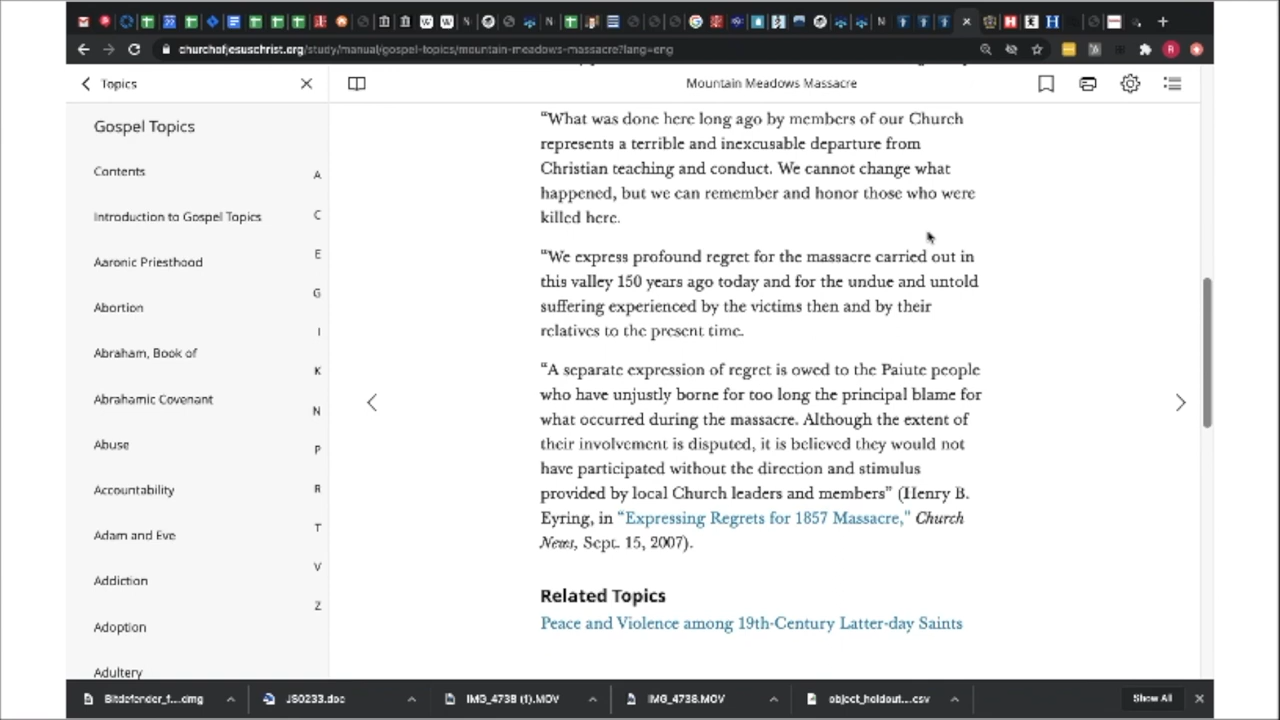 churchofjesuschrist.org/study/manual/gospel-topics/mountain-meadows-massacre?lang=eng
Topics
Mountain Meadows Massacre
Gospel Topics
Contents
Introduction to Gospel Topics
Aaronic Priesthood
Abortion
Abraham, Book of
Abrahamic Covenant
Abuse
Accountability
Adam and Eve
Addiction
Adoption
Adultery
A
C
E
G
I
K
N
P
R
T
V
Z
“What was done here long ago by members of our Church
represents a terrible and inexcusable departure from
Christian teaching and conduct. We cannot change what
happened, but we can remember and honor those who were
killed here.
“We express profound regret for the massacre carried out in
this valley 150 years ago today and for the undue and untold
suffering experienced by the victims then and by their
relatives to the present time.
“A separate expression of regret is owed to the Paiute people
who have unjustly borne for too long the principal blame for
what occurred during the massacre. Although the extent of
their involvement is disputed, it is believed they would not
have participated without the direction and stimulus
provided by local Church leaders and members” (Henry B.
Eyring, in “Expressing Regrets for 1857 Massacre,” Church
News, Sept. 15, 2007).
Related Topics
Peace and Violence among 19th-Century Latter-day Saints
Bitdefender_f....dmg
JS0233.doc
IMG_4738 (1).MOV
IMG_4738.MOV
object_holdout....csv
Show All